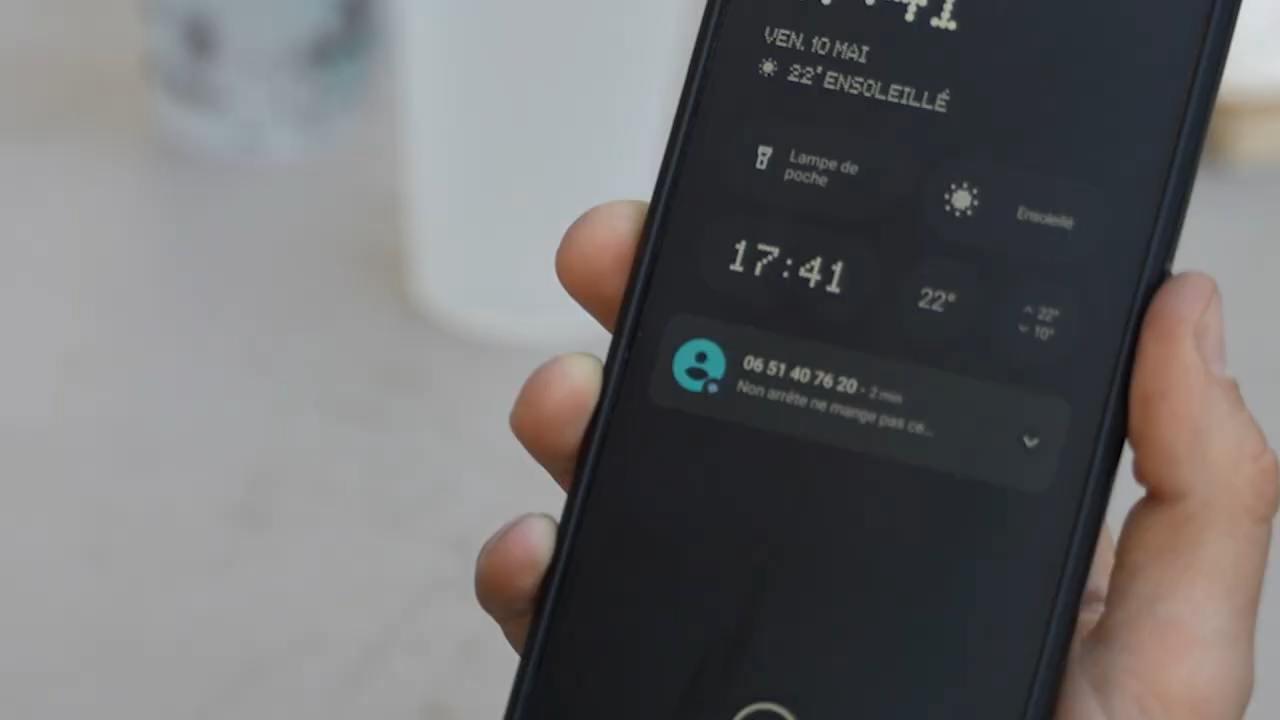 VEN. 10 MAI
22° ENSOLEILLÉ
Lampe de
poche
Ensoleillé
17:41
22°
22°
10°
06 51 40 76 20 · 2 min
Non arrête ne mange pas ce...